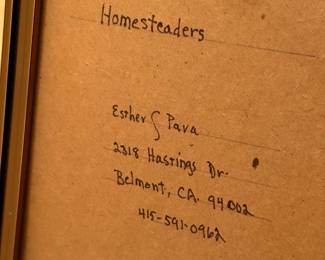 Homesteaders
Esther & Pava
2318 Hastings Dr.
Belmont, CA. 94002
415-591-0962